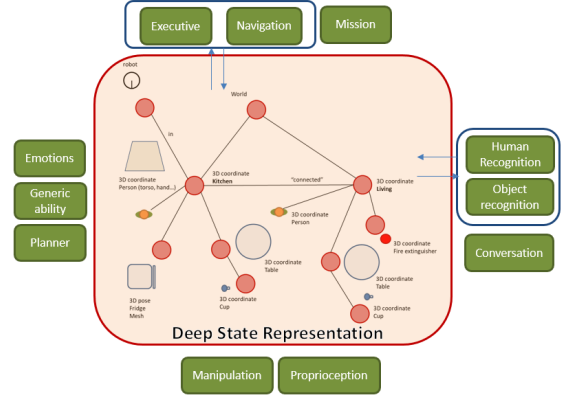 Executive
Navigation
Mission
robot
World
in
3D coordinate
Person (torso, hand...)
3D coordinate
Kitchen
"connected"
3D coordinate
Living
3D coordinate
Person
3D coordinate
Fire extinguisher
3D coordinate
Table
3D coordinate
Table
3D pose
Fridge
Mesh
3D coordinate
Cup
3D coordinate
Cup
Deep State Representation
Emotions
Generic
ability
Planner
Human
Recognition
Object
recognition
Conversation
Manipulation
Proprioception